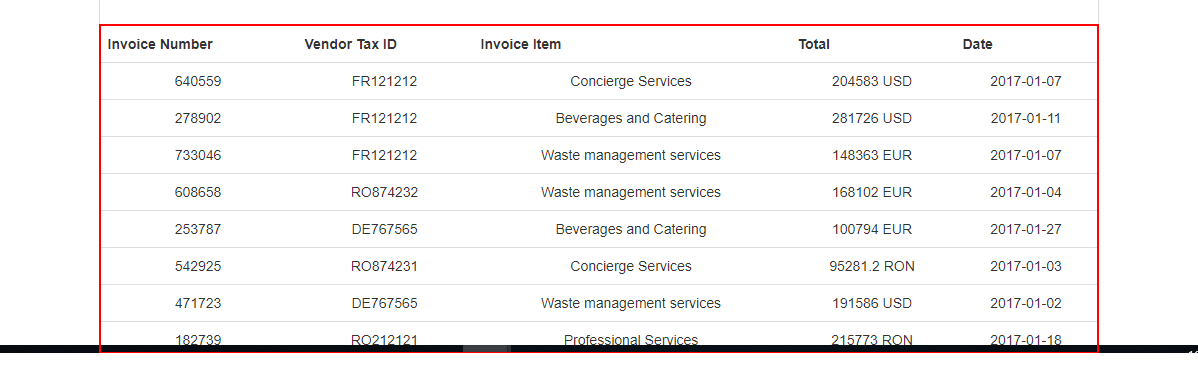 Invoice Number Vendor Tax ID Invoice Item Total Date
640559 FR121212 Concierge Services 204583 USD 2017-01-07
278902 FR121212 Beverages and Catering 281726 USD 2017-01-11
733046 FR121212 Waste management services 148363 EUR 2017-01-07
608658 RO874232 Waste management services 168102 EUR 2017-01-04
253787 DE767565 Beverages and Catering 100794 EUR 2017-01-27
542925 RO874231 Concierge Services 95281.2 RON 2017-01-03
471723 DE767565 Waste management services 191586 USD 2017-01-02
182739 RO212121 Professional Services 215773 RON 2017-01-18